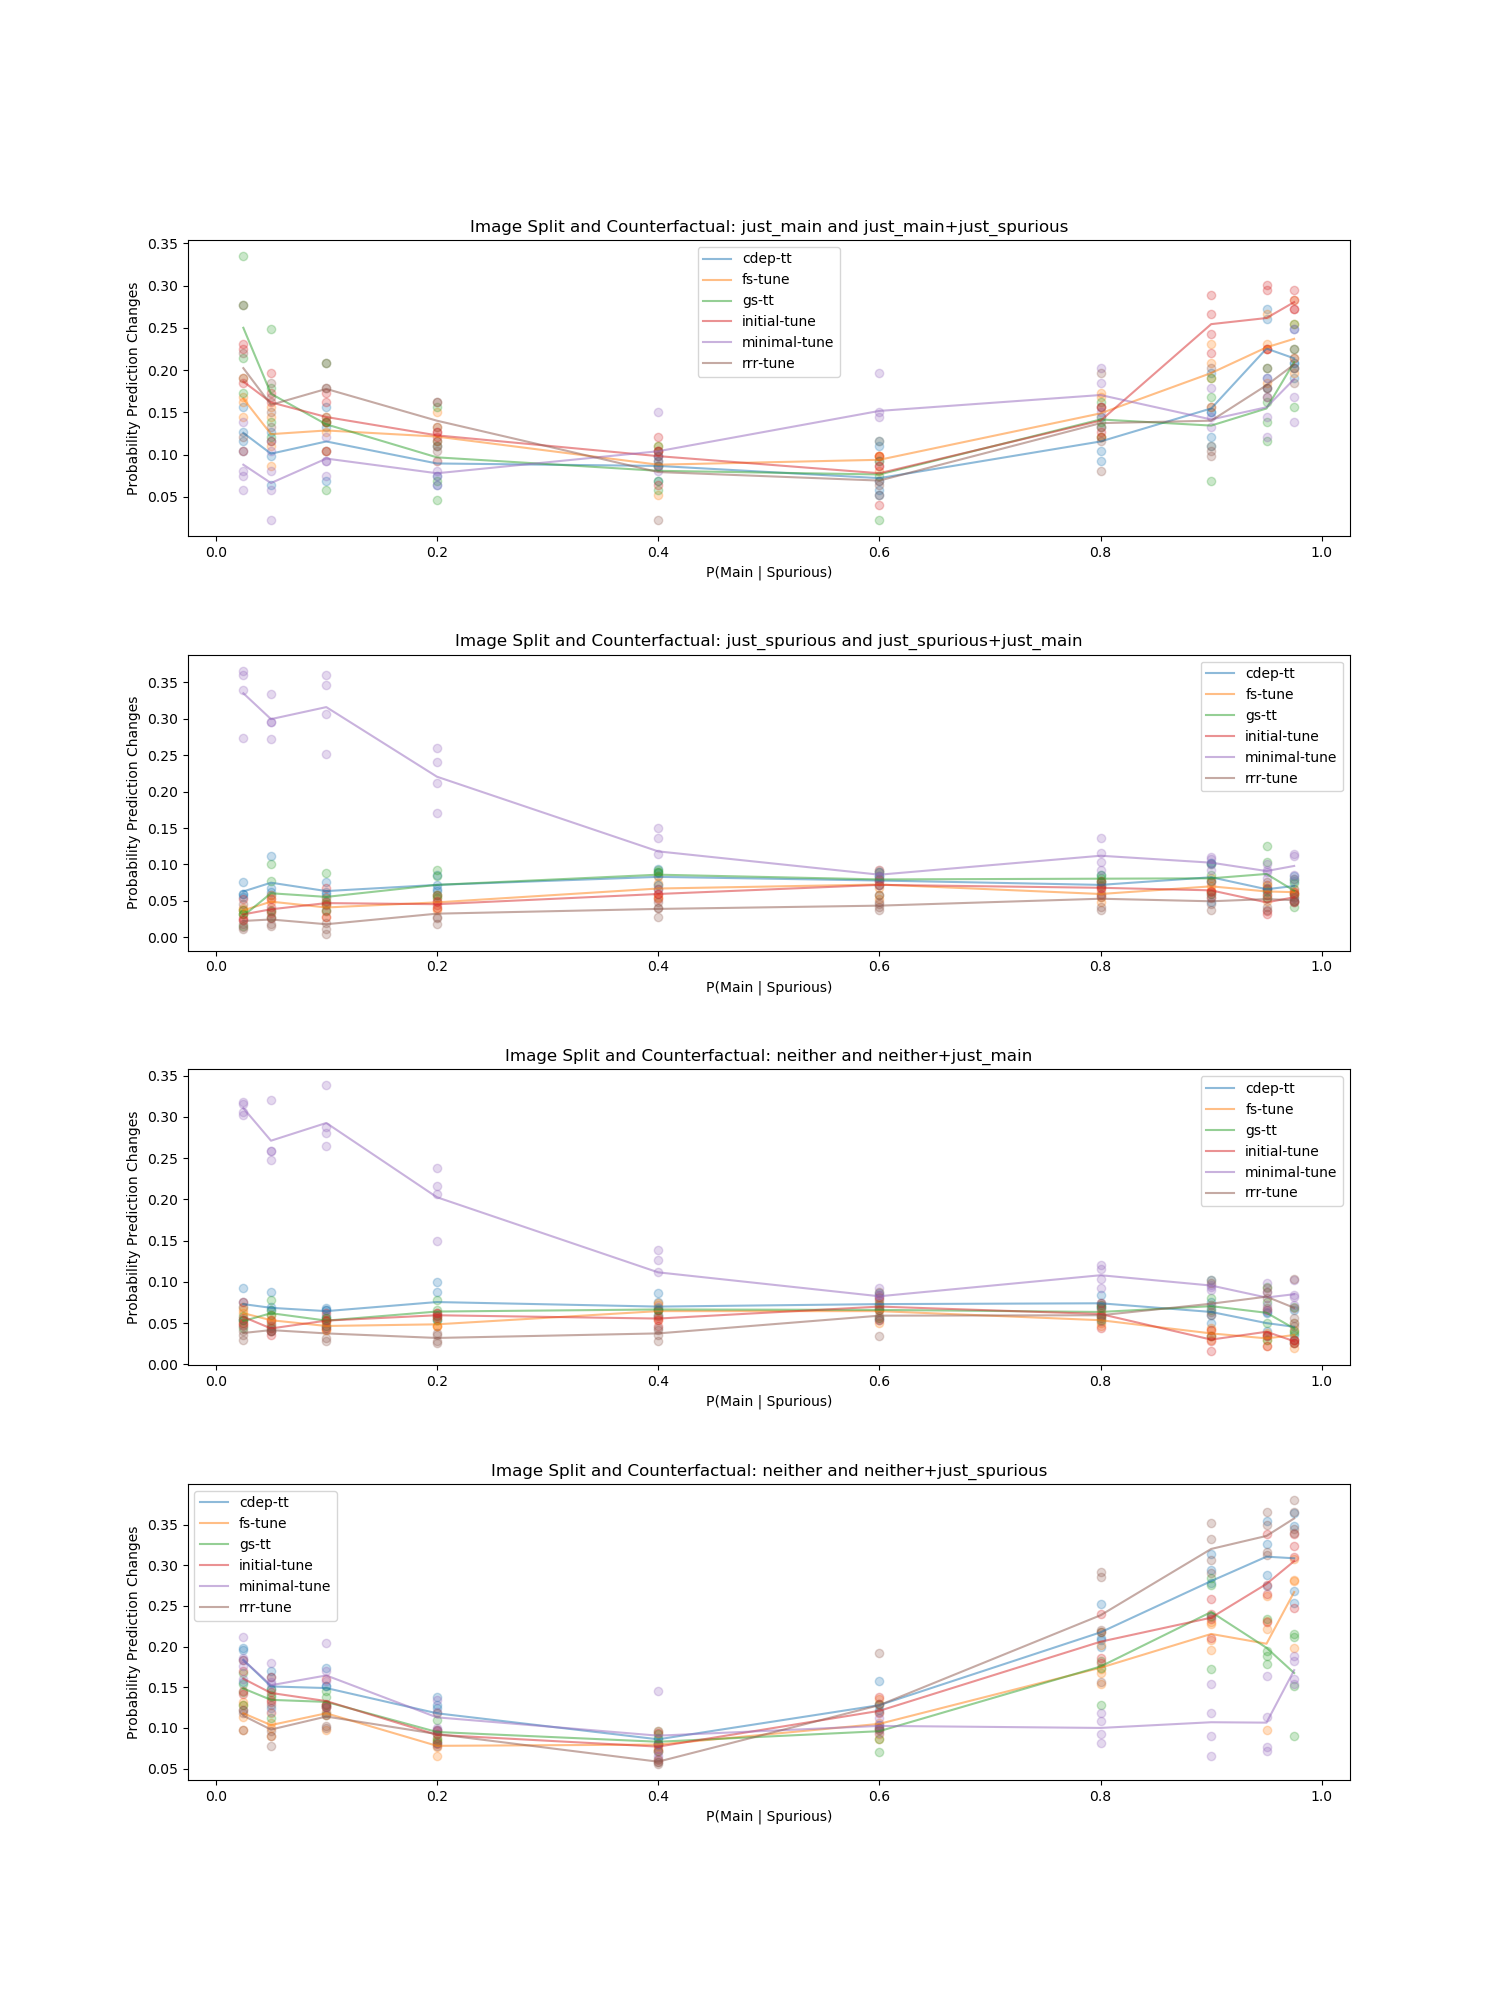 Image Split and Counterfactual: just_main and just_main+just_spurious
0.35
0.30
0.25
0.20
0.15
0.10
0.05
Probability Prediction Changes
cdep-tt
fs-tune
gs-tt
initial-tune
minimal-tune
rrr-tune
0.0 0.2 0.4 0.6 0.8 1.0
P(Main | Spurious)
Image Split and Counterfactual: just_spurious and just_spurious+just_main
0.35
0.30
0.25
0.20
0.15
0.10
0.05
0.00
Probability Prediction Changes
cdep-tt
fs-tune
gs-tt
initial-tune
minimal-tune
rrr-tune
0.0 0.2 0.4 0.6 0.8 1.0
P(Main | Spurious)
Image Split and Counterfactual: neither and neither+just_main
0.35
0.30
0.25
0.20
0.15
0.10
0.05
0.00
Probability Prediction Changes
cdep-tt
fs-tune
gs-tt
initial-tune
minimal-tune
rrr-tune
0.0 0.2 0.4 0.6 0.8 1.0
P(Main | Spurious)
Image Split and Counterfactual: neither and neither+just_spurious
0.35
0.30
0.25
0.20
0.15
0.10
0.05
Probability Prediction Changes
cdep-tt
fs-tune
gs-tt
initial-tune
minimal-tune
rrr-tune
0.0 0.2 0.4 0.6 0.8 1.0
P(Main | Spurious)